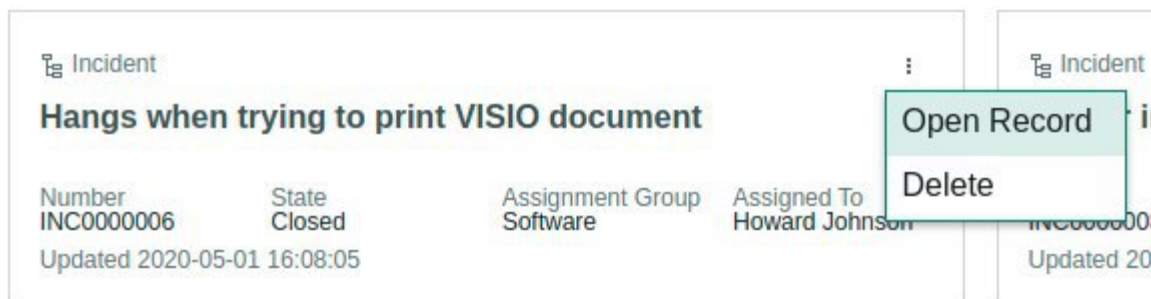 Incident
Hangs when trying to print VISIO document
Number State Assignment Group Assigned To
INC0000006 Closed Software Howard Johnson
Updated 2020-05-01 16:08:05
Open Record
Delete
Incident
Updated 20